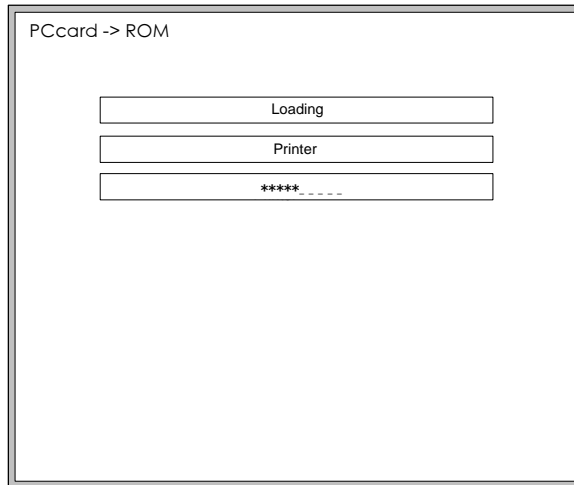 PCcard -> ROM
Loading
Printer
*****_ _ _ _ _